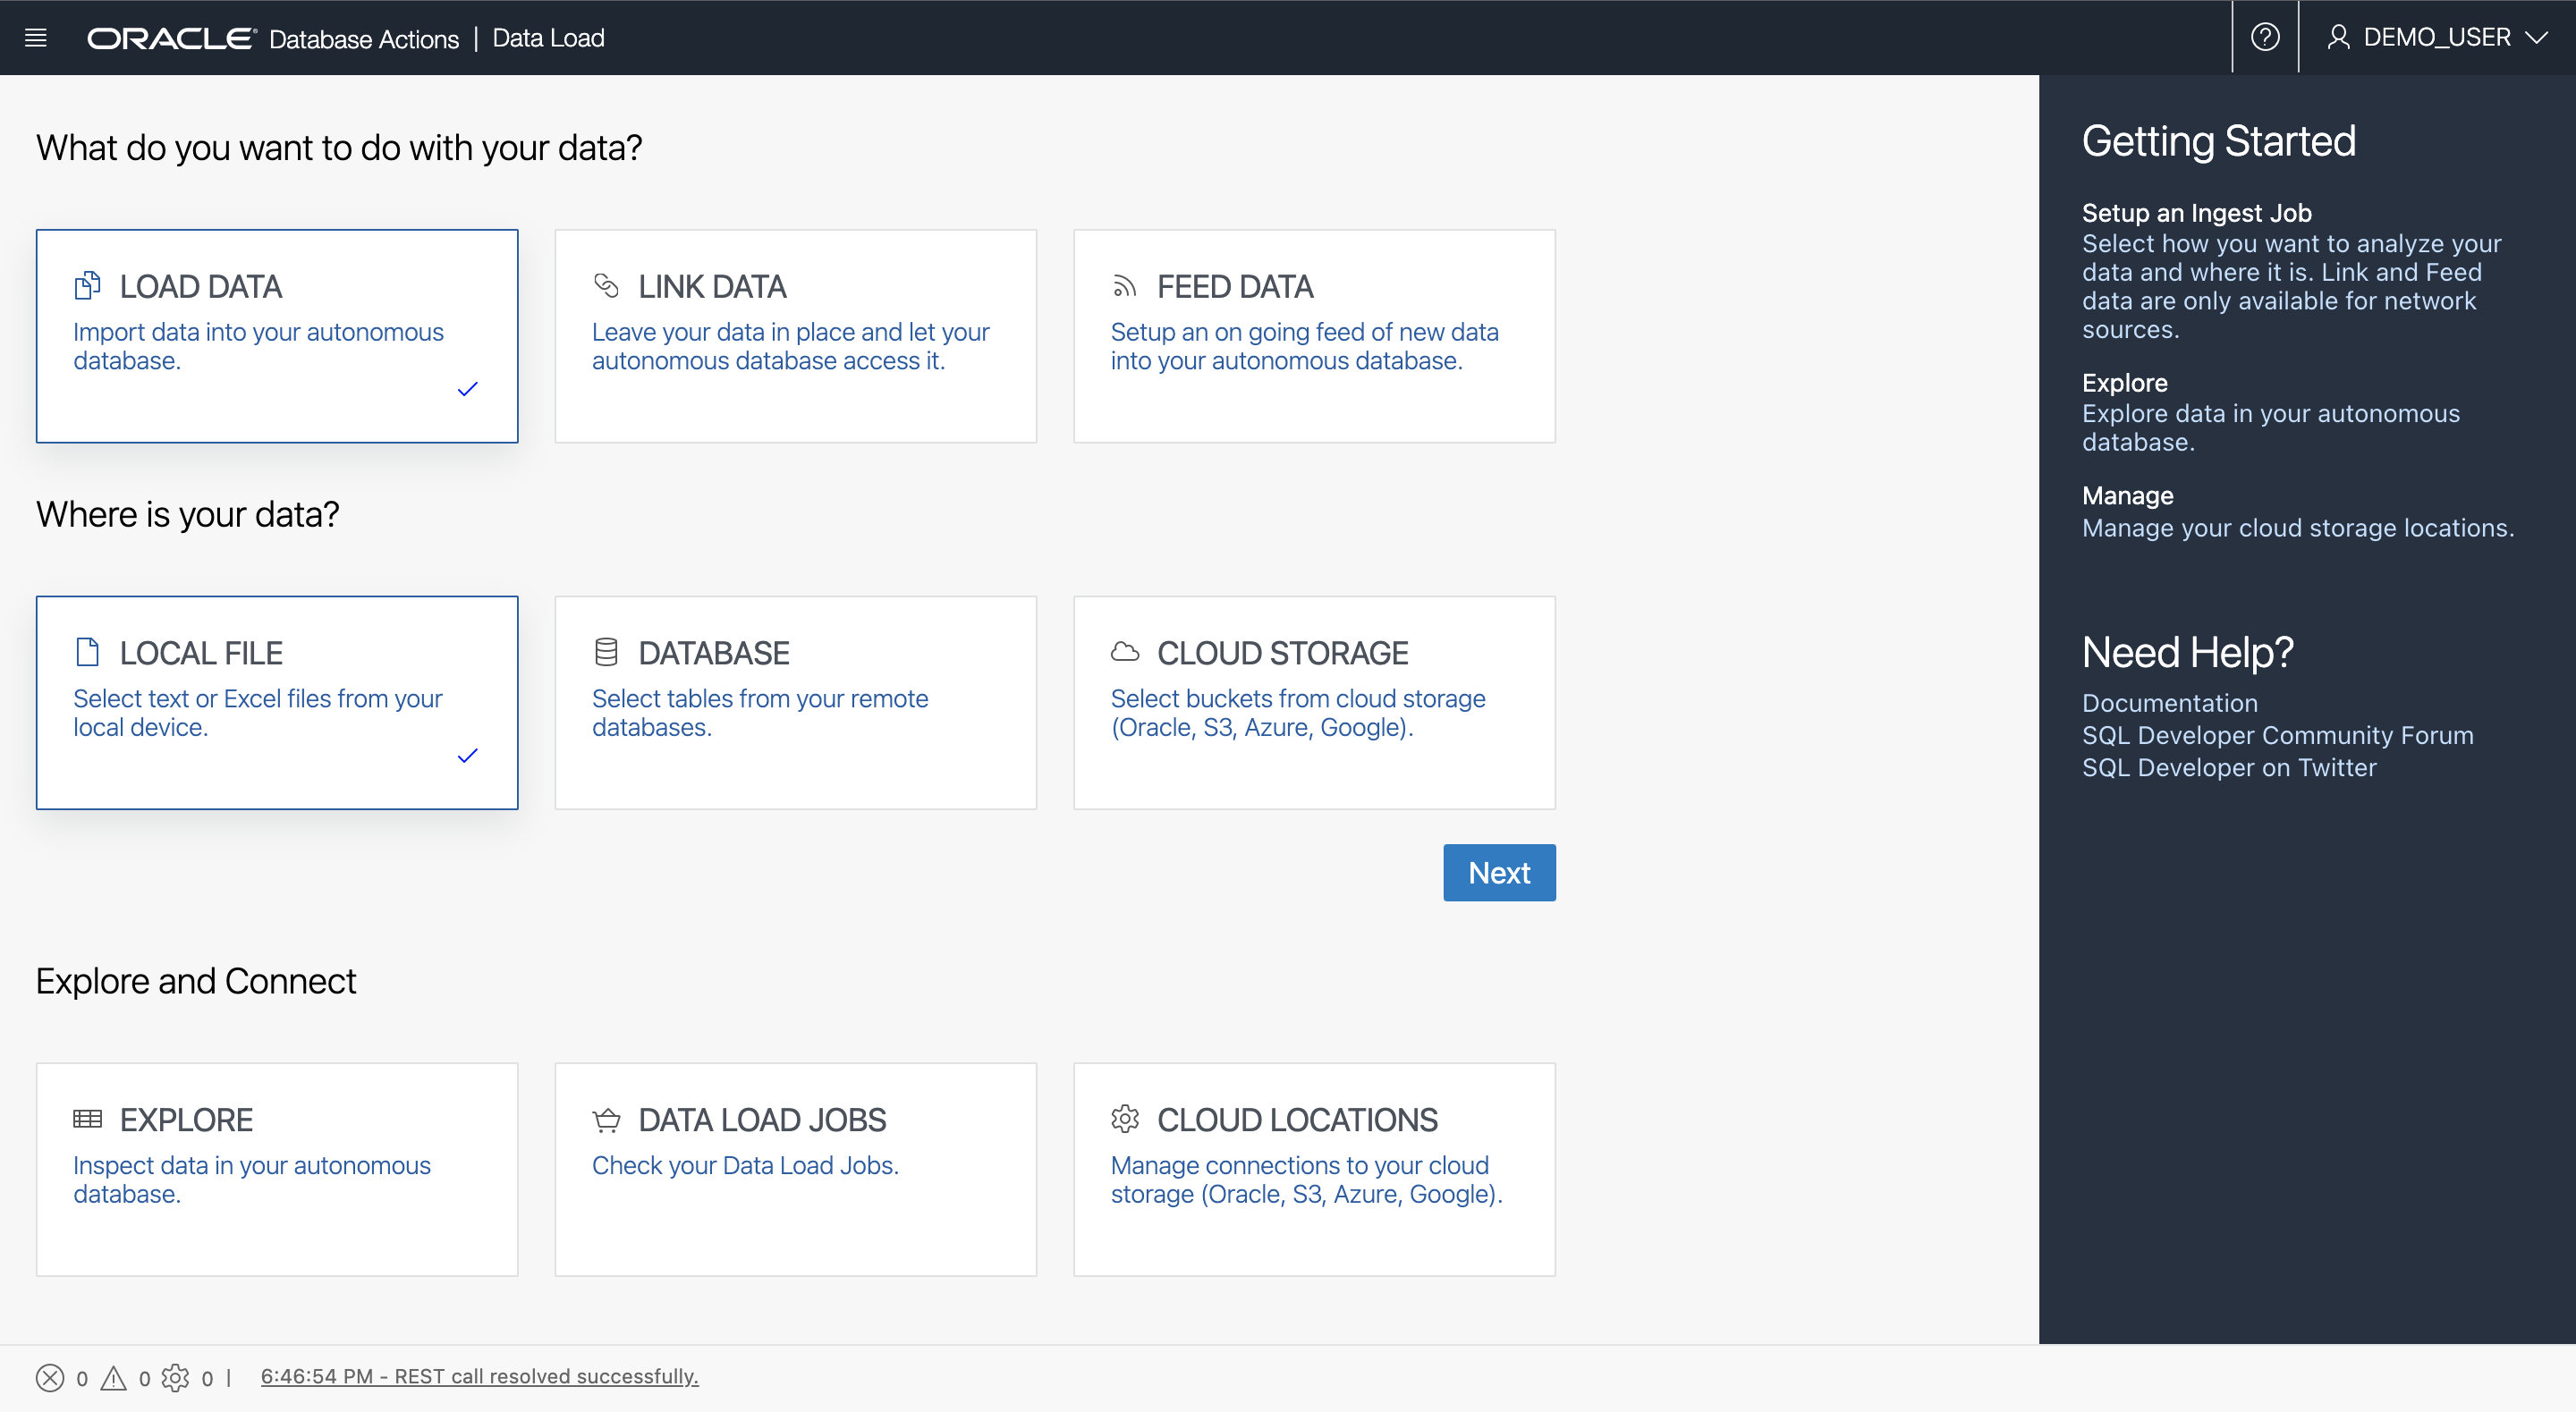 ORACLE® Database Actions | Data Load
DEMO_USER
What do you want to do with your data?
LOAD DATA
Import data into your autonomous
database.
LINK DATA
Leave your data in place and let your
autonomous database access it.
FEED DATA
Setup an on going feed of new data
into your autonomous database.
Where is your data?
LOCAL FILE
Select text or Excel files from your
local device.
DATABASE
Select tables from your remote
databases.
CLOUD STORAGE
Select buckets from cloud storage
(Oracle, S3, Azure, Google).
Next
Explore and Connect
EXPLORE
Inspect data in your autonomous
database.
DATA LOAD JOBS
Check your Data Load Jobs.
CLOUD LOCATIONS
Manage connections to your cloud
storage (Oracle, S3, Azure, Google).
Getting Started
Setup an Ingest Job
Select how you want to analyze your
data and where it is. Link and Feed
data are only available for network
sources.
Explore
Explore data in your autonomous
database.
Manage
Manage your cloud storage locations.
Need Help?
Documentation
SQL Developer Community Forum
SQL Developer on Twitter
0 0 0 | 6:46:54 PM - REST call resolved successfully.